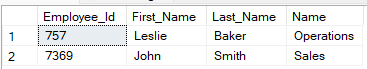 Employee_Id First_Name Last_Name Name
1 757 Leslie Baker Operations
2 7369 John Smith Sales